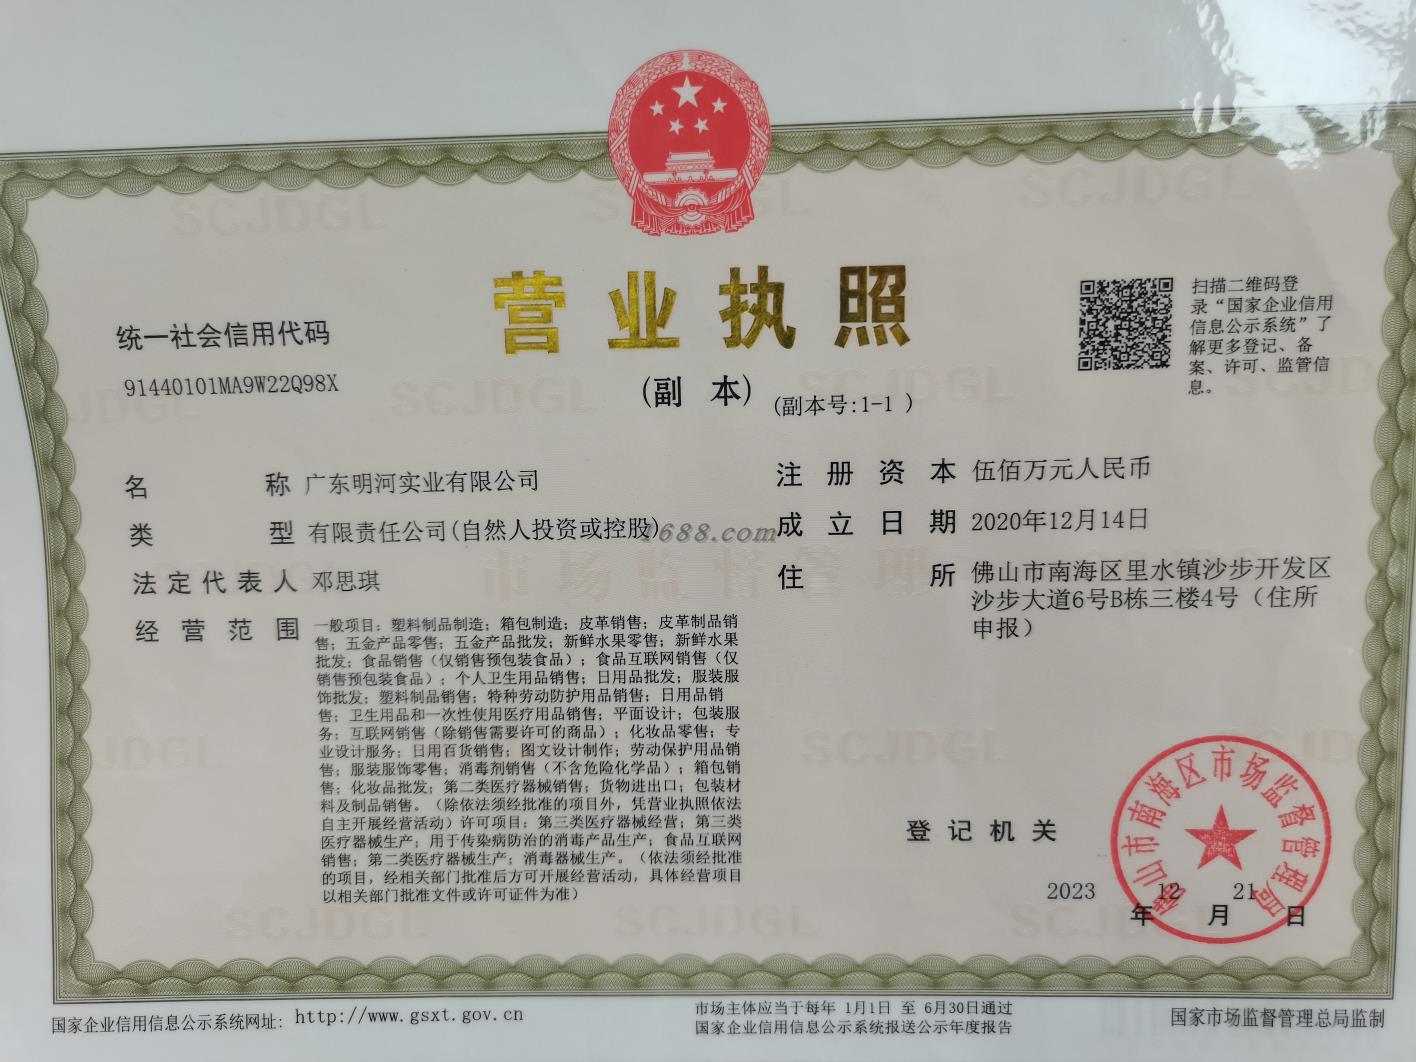 营业执照
(副 本)
(副本号:1-1 )
统一社会信用代码
91440101MA9W22Q98X
扫描二维码登
录“国家企业信用
信息公示系统”了
解更多登记、备
案、许可、监管信
息。
名 称 广东明河实业有限公司
类 型 有限责任公司(自然人投资或控股)
法定代表人 邓思琪
经营范围 一般项目：塑料制品制造；箱包制造；皮革销售；皮革制品销
售；五金产品零售；五金产品批发；新鲜水果零售；新鲜水果
批发；食品销售（仅销售预包装食品）；食品互联网销售（仅
销售预包装食品）；个人卫生用品销售；日用品批发；服装服
饰批发；塑料制品销售；特种劳动防护用品销售；日用品销
售；卫生用品和一次性使用医疗用品销售；平面设计；包装服
务；互联网销售（除销售需要许可的商品）；化妆品零售；专
业设计服务；日用百货销售；图文设计制作；劳动保护用品销
售；服装服饰零售；消毒剂销售（不含危险化学品）；箱包销
售；化妆品批发；第二类医疗器械销售；货物进出口；包装材
料及制品销售。（除依法须经批准的项目外，凭营业执照依法
自主开展经营活动）许可项目：第三类医疗器械经营；第三类
医疗器械生产；用于传染病防治的消毒产品生产；食品互联网
销售；第二类医疗器械生产；消毒器械生产。（依法须经批准
的项目，经相关部门批准后方可开展经营活动，具体经营项目
以相关部门批准文件或许可证件为准）
注册资本 伍佰万元人民币
成立日期 2020年12月14日
住 所 佛山市南海区里水镇沙步开发区
沙步大道6号B栋三楼4号（住所
申报）
1688.com
市场监督管理
SCJDGL
登记机关
佛山市南海区市场监督管理局
2023年12月21日
国家企业信用信息公示系统网址：http://www.gsxt.gov.cn
市场主体应当于每年 1月1日 至 6月30日通过
国家企业信用信息公示系统报送公示年度报告
国家市场监督管理总局监制